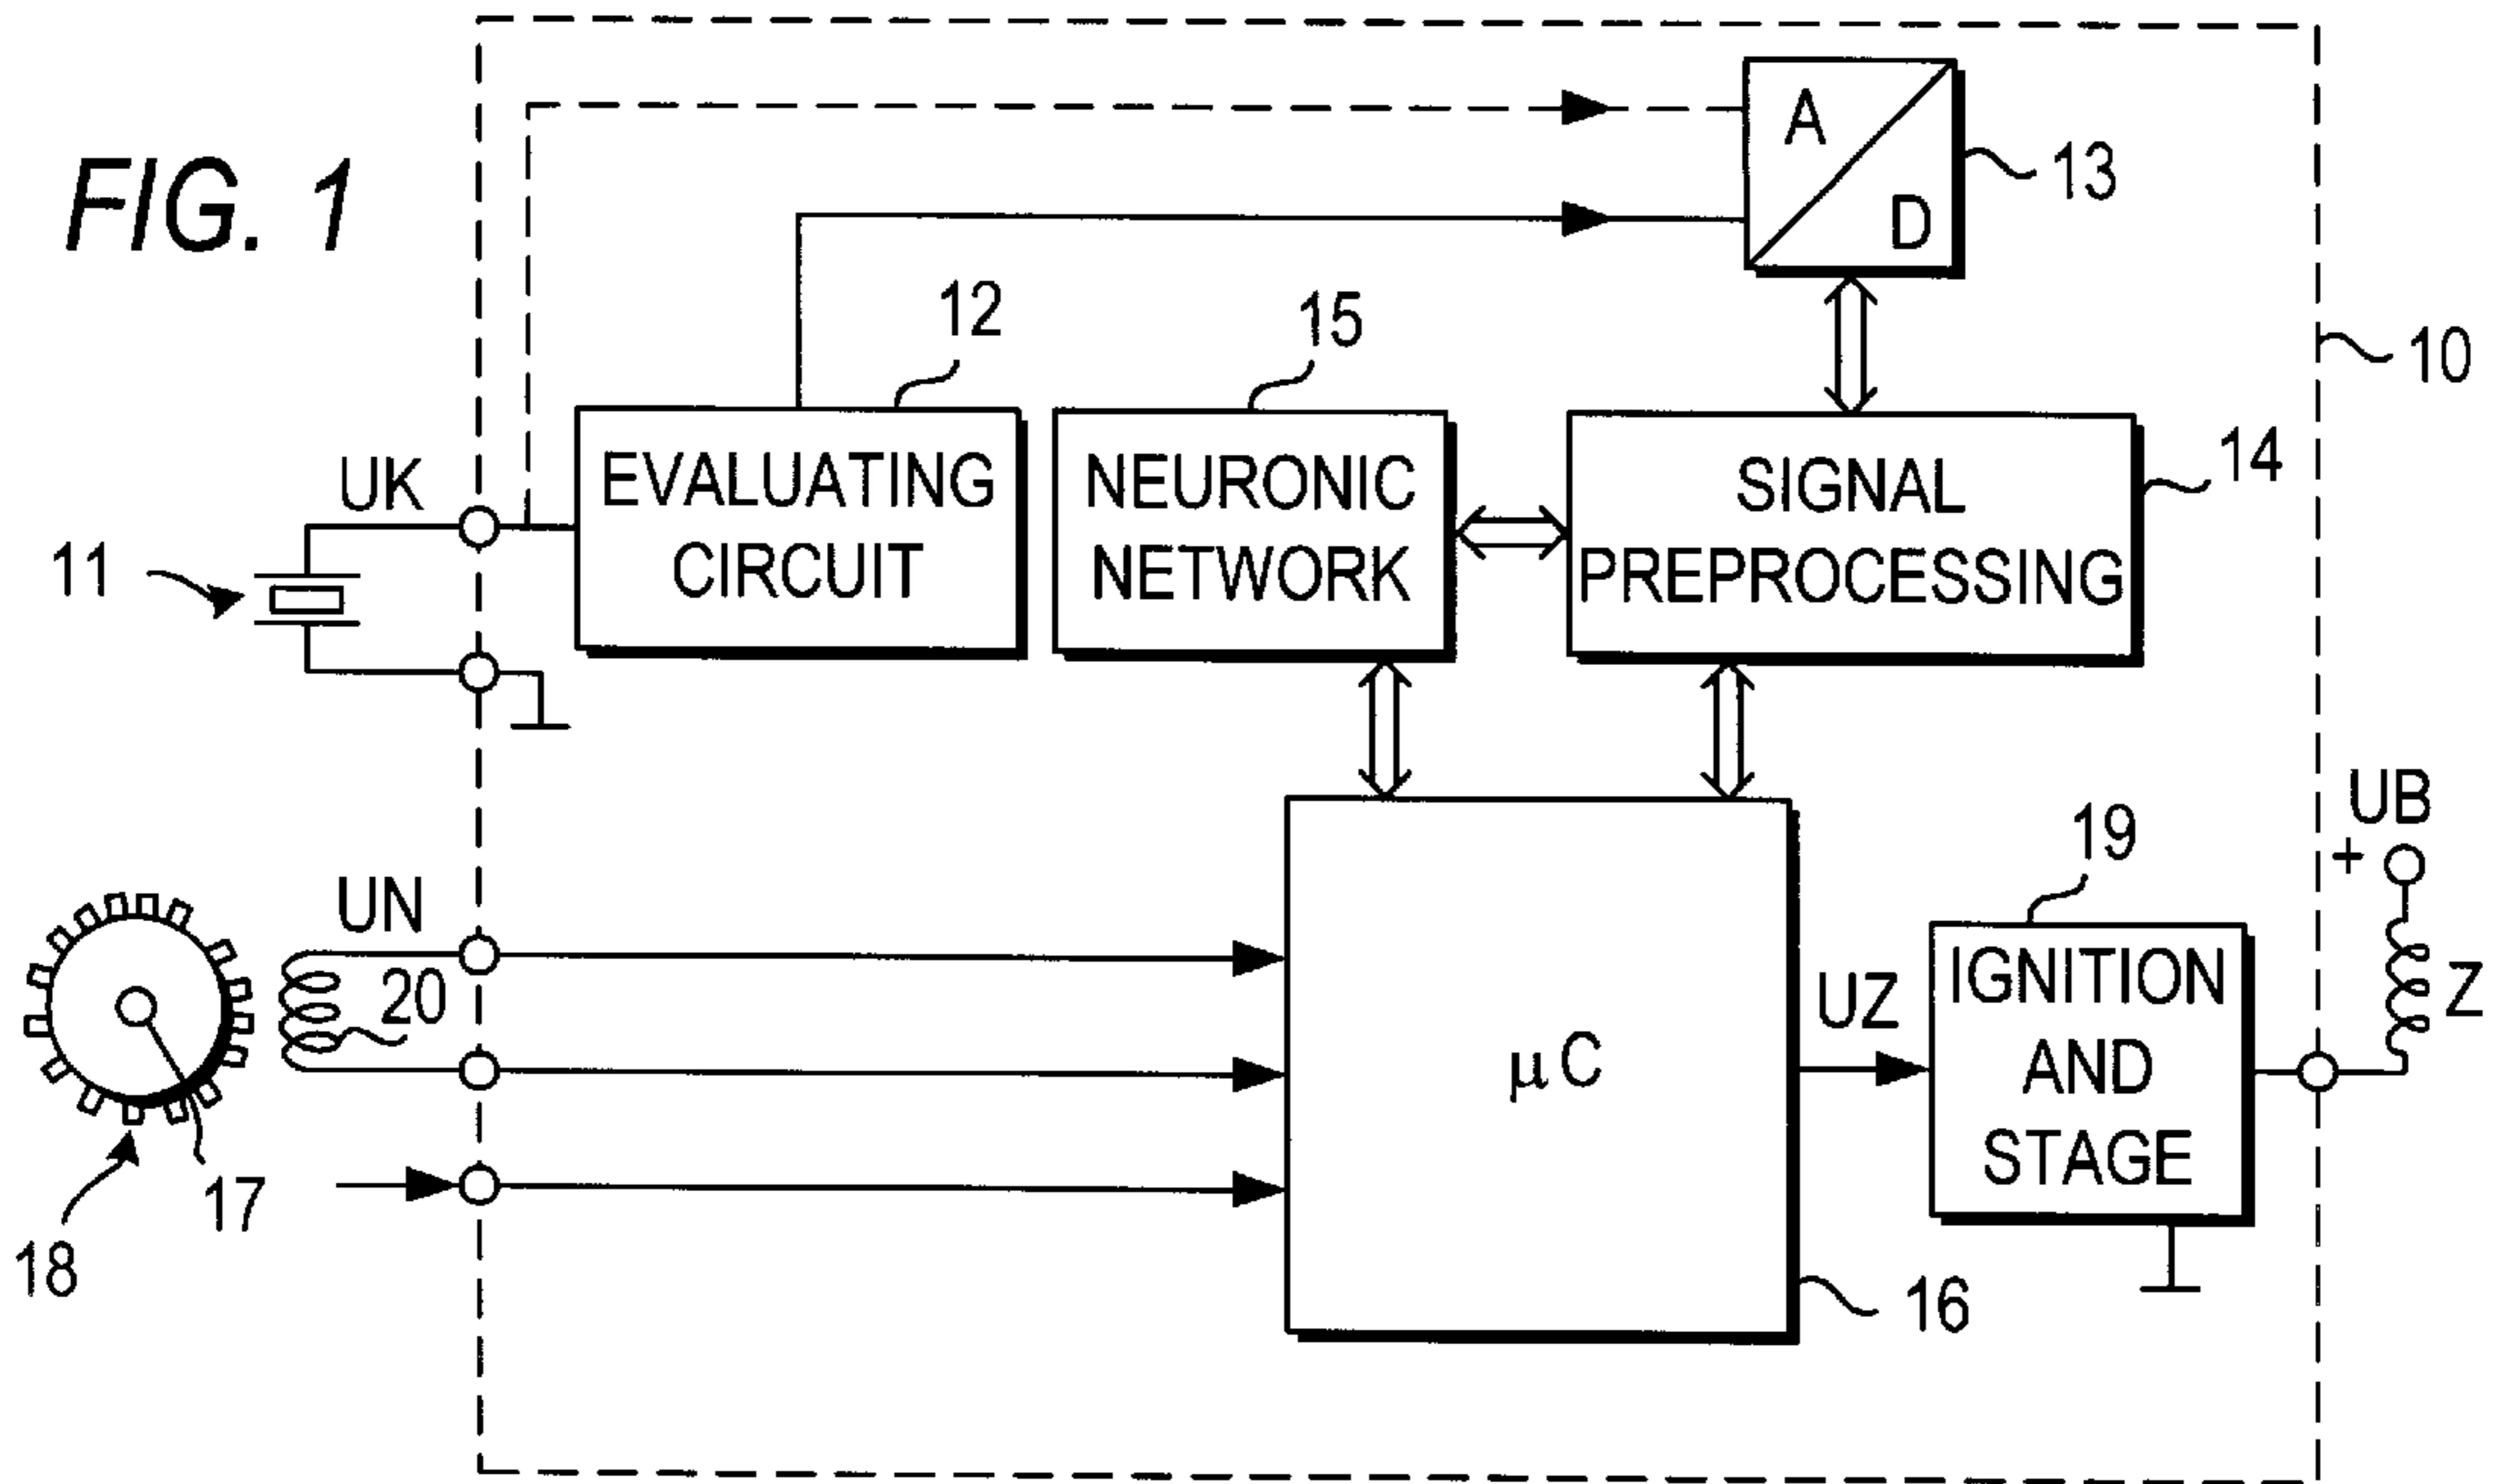 FIG. 1
A
D
13
12
15
10
UK
EVALUATING
CIRCUIT
NEURONIC
NETWORK
SIGNAL
PREPROCESSING
14
11
UB
+
19
UN
20
μC
UZ
IGNITION
AND
STAGE
Z
17
18
16